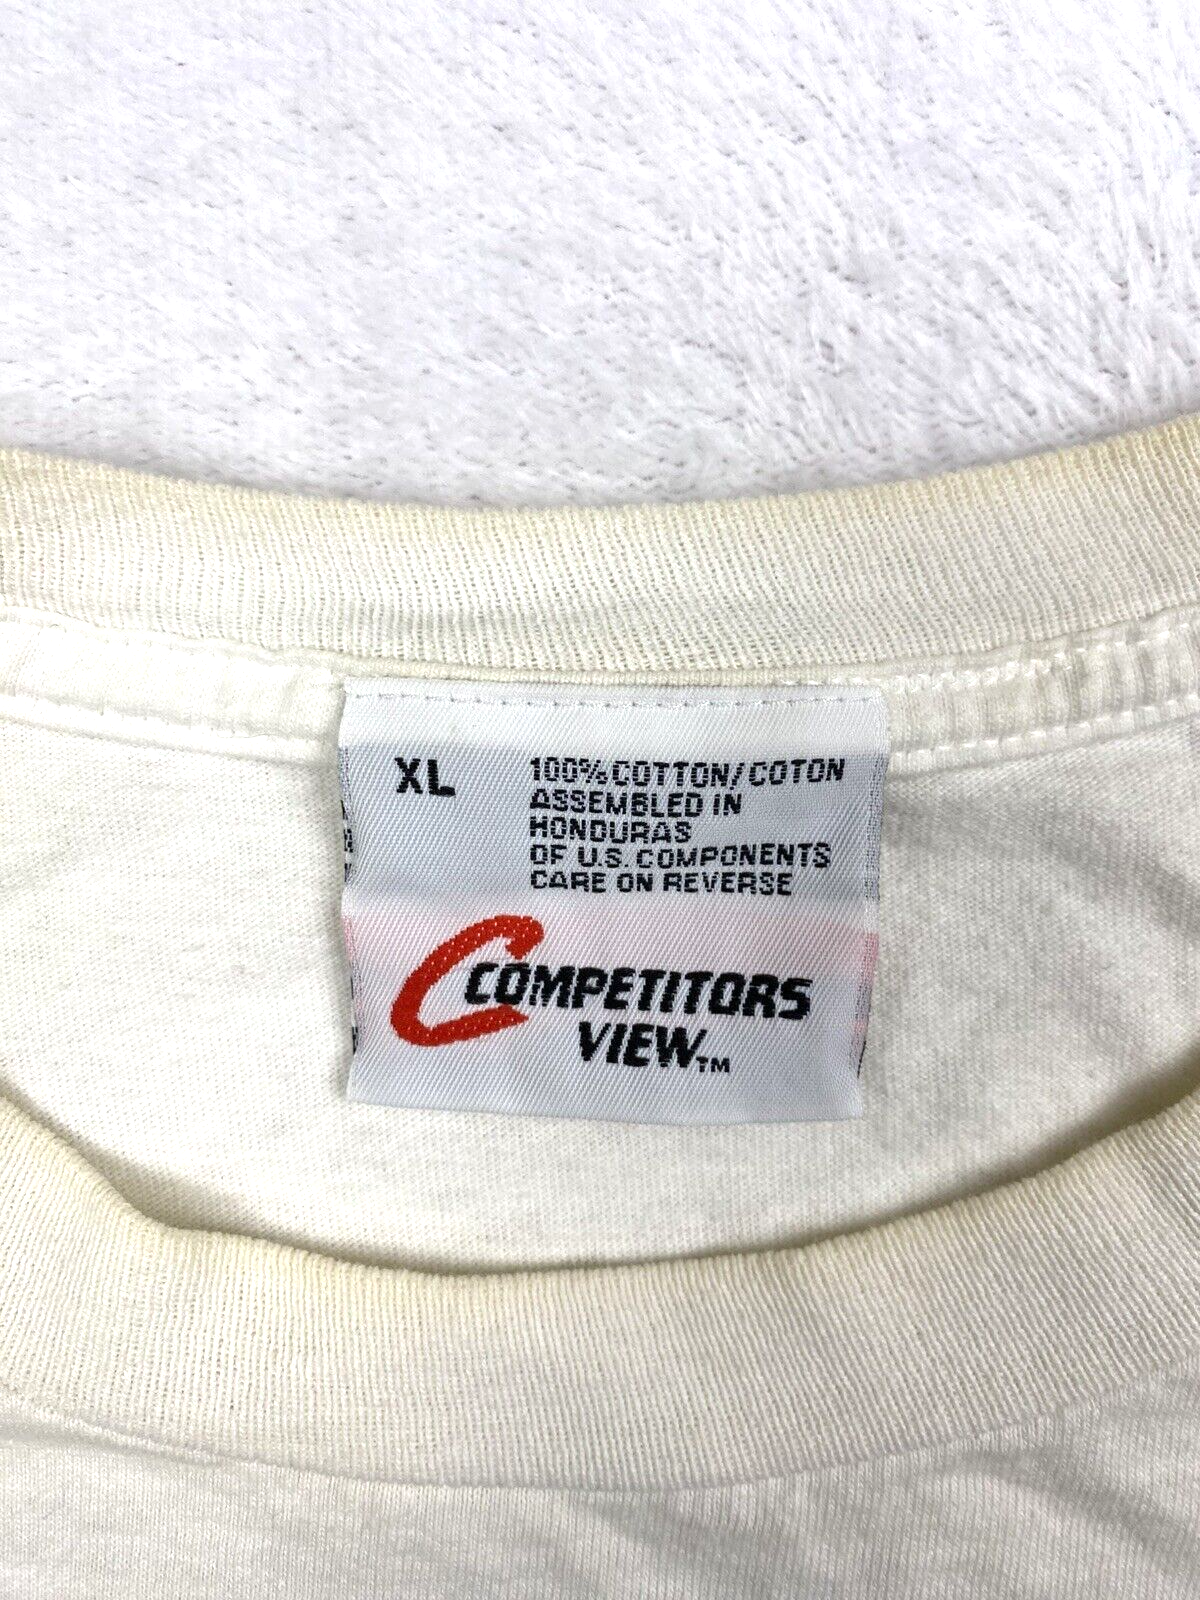 XL
100% COTTON/COTON
ASSEMBLED IN
HONDURAS
OF U.S. COMPONENTS
CARE ON REVERSE
C COMPETITORS
VIEW™